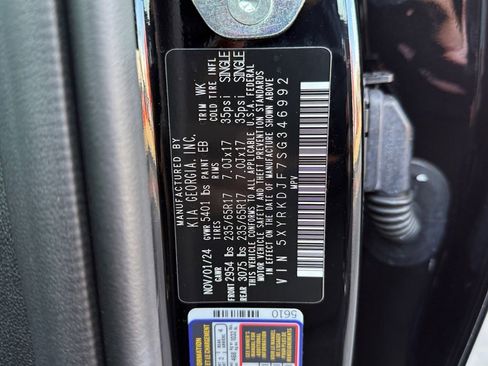 MANUFACTURED BY
KIA GEORGIA, INC.
NOV/01/24 GVWR 5401 lbs PAINT EB TRIM WK
GAWR TIRES RIMS COLD TIRE INFL
FRONT 2954 lbs 235/65R17 7.0Jx17 35psi SINGLE
REAR 3075 lbs 235/65R17 7.0Jx17 35psi SINGLE
THIS VEHICLE CONFORMS TO ALL APPLICABLE U.S.A. FEDERAL
MOTOR VEHICLE SAFETY AND THEFT PREVENTION STANDARDS
IN EFFECT ON THE DATE OF MANUFACTURE SHOWN ABOVE
VIN 5XYRKDJF7SG346992
MPV
5610